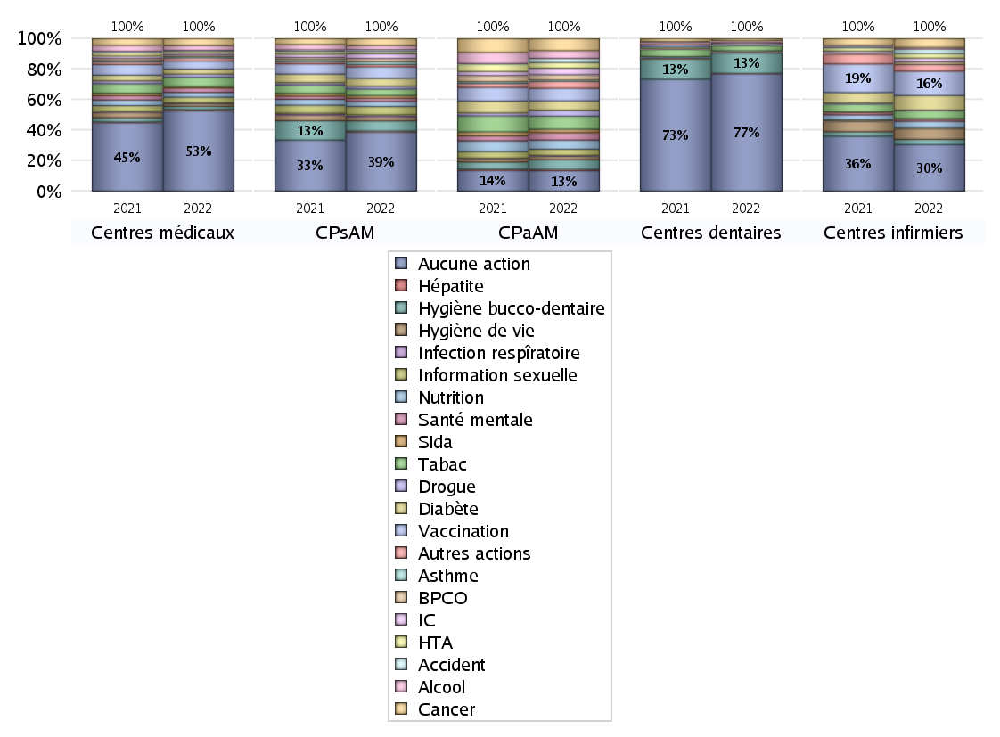 100% 100% 100% 100% 100% 100% 100% 100% 100% 100%
100%
80%
60%
40%
20%
0%
45% 53% 13% 33% 39% 14% 13% 13% 73% 13% 77% 19% 36% 16% 30%
2021 2022 2021 2022 2021 2022 2021 2022 2021 2022
Centres médicaux CPsAM CPaAM Centres dentaires Centres infirmiers
Aucune action
Hépatite
Hygiène bucco-dentaire
Hygiène de vie
Infection respîratoire
Information sexuelle
Nutrition
Santé mentale
Sida
Tabac
Drogue
Diabète
Vaccination
Autres actions
Asthme
BPCO
IC
HTA
Accident
Alcool
Cancer